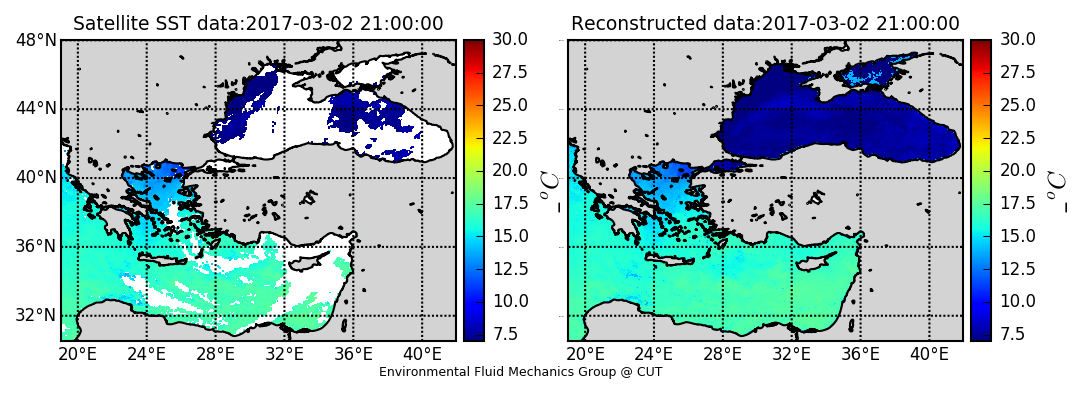 Satellite SST data:2017-03-02 21:00:00
48°N
44°N
40°N
36°N
32°N
20°E 24°E 28°E 32°E 36°E 40°E
30.0
27.5
25.0
22.5
20.0
17.5
15.0
12.5
10.0
7.5
_ °C
Reconstructed data:2017-03-02 21:00:00
20°E 24°E 28°E 32°E 36°E 40°E
30.0
27.5
25.0
22.5
20.0
17.5
15.0
12.5
10.0
7.5
_ °C
Environmental Fluid Mechanics Group @ CUT